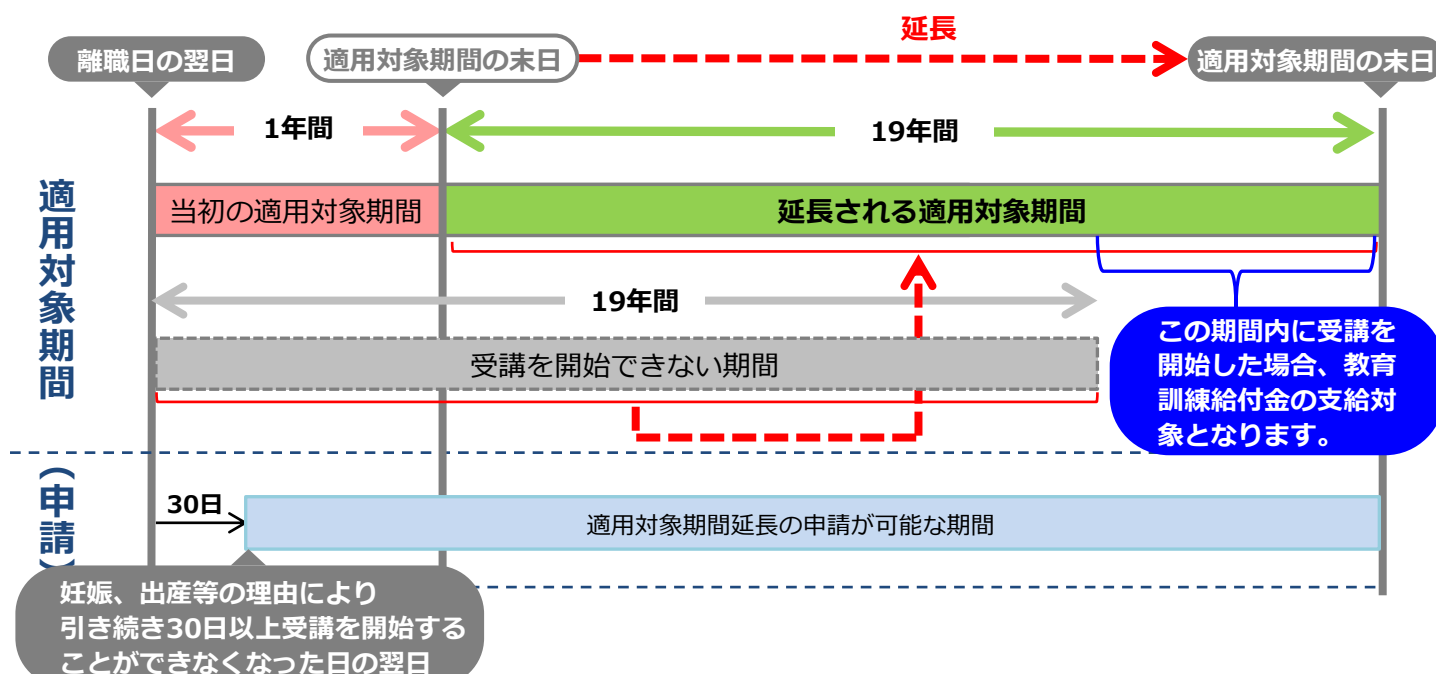 延長
離職日の翌日
適用対象期間の末日
適用対象期間の末日
1年間
19年間
適用対象期間
当初の適用対象期間
延長される適用対象期間
19年間
受講を開始できない期間
この期間内に受講を
開始した場合、教育
訓練給付金の支給対
象となります。
（申請）
30日
適用対象期間延長の申請が可能な期間
妊娠、出産等の理由により
引き続き30日以上受講を開始する
ことができなくなった日の翌日